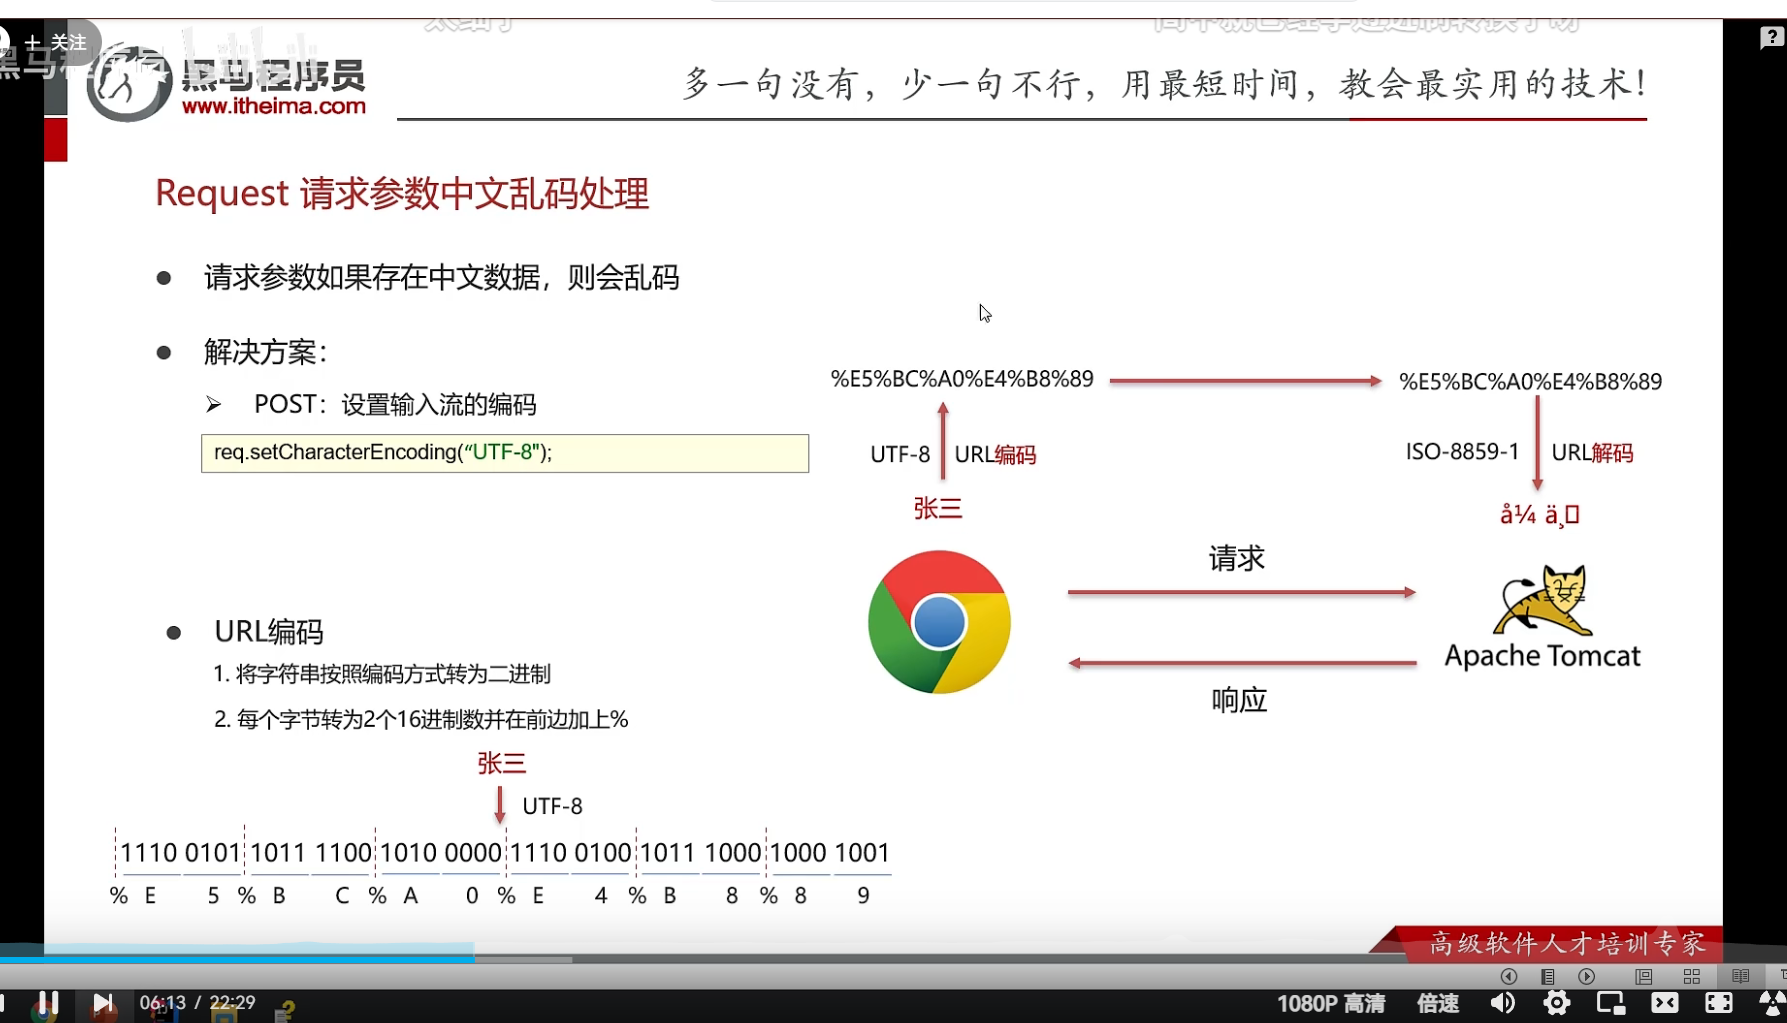 + 关注
黑马程序员
www.itheima.com
多一句没有，少一句不行，用最短时间，教会最实用的技术！
Request 请求参数中文乱码处理
● 请求参数如果存在中文数据，则会乱码
● 解决方案：
➢ POST：设置输入流的编码
req.setCharacterEncoding(“UTF-8");
%E5%BC%A0%E4%B8%89
%E5%BC%A0%E4%B8%89
UTF-8 URL编码
ISO-8859-1 URL解码
张三
å¼ ä¸
请求
Apache Tomcat
响应
● URL编码
1. 将字符串按照编码方式转为二进制
2. 每个字节转为2个16进制数并在前边加上%
张三
UTF-8
1110 0101 1011 1100 1010 0000 1110 0100 1011 1000 1000 1001
% E 5 % B C % A 0 % E 4 % B 8 % 8 9
高级软件人才培训专家
06:13 / 22:29
1080P 高清 倍速